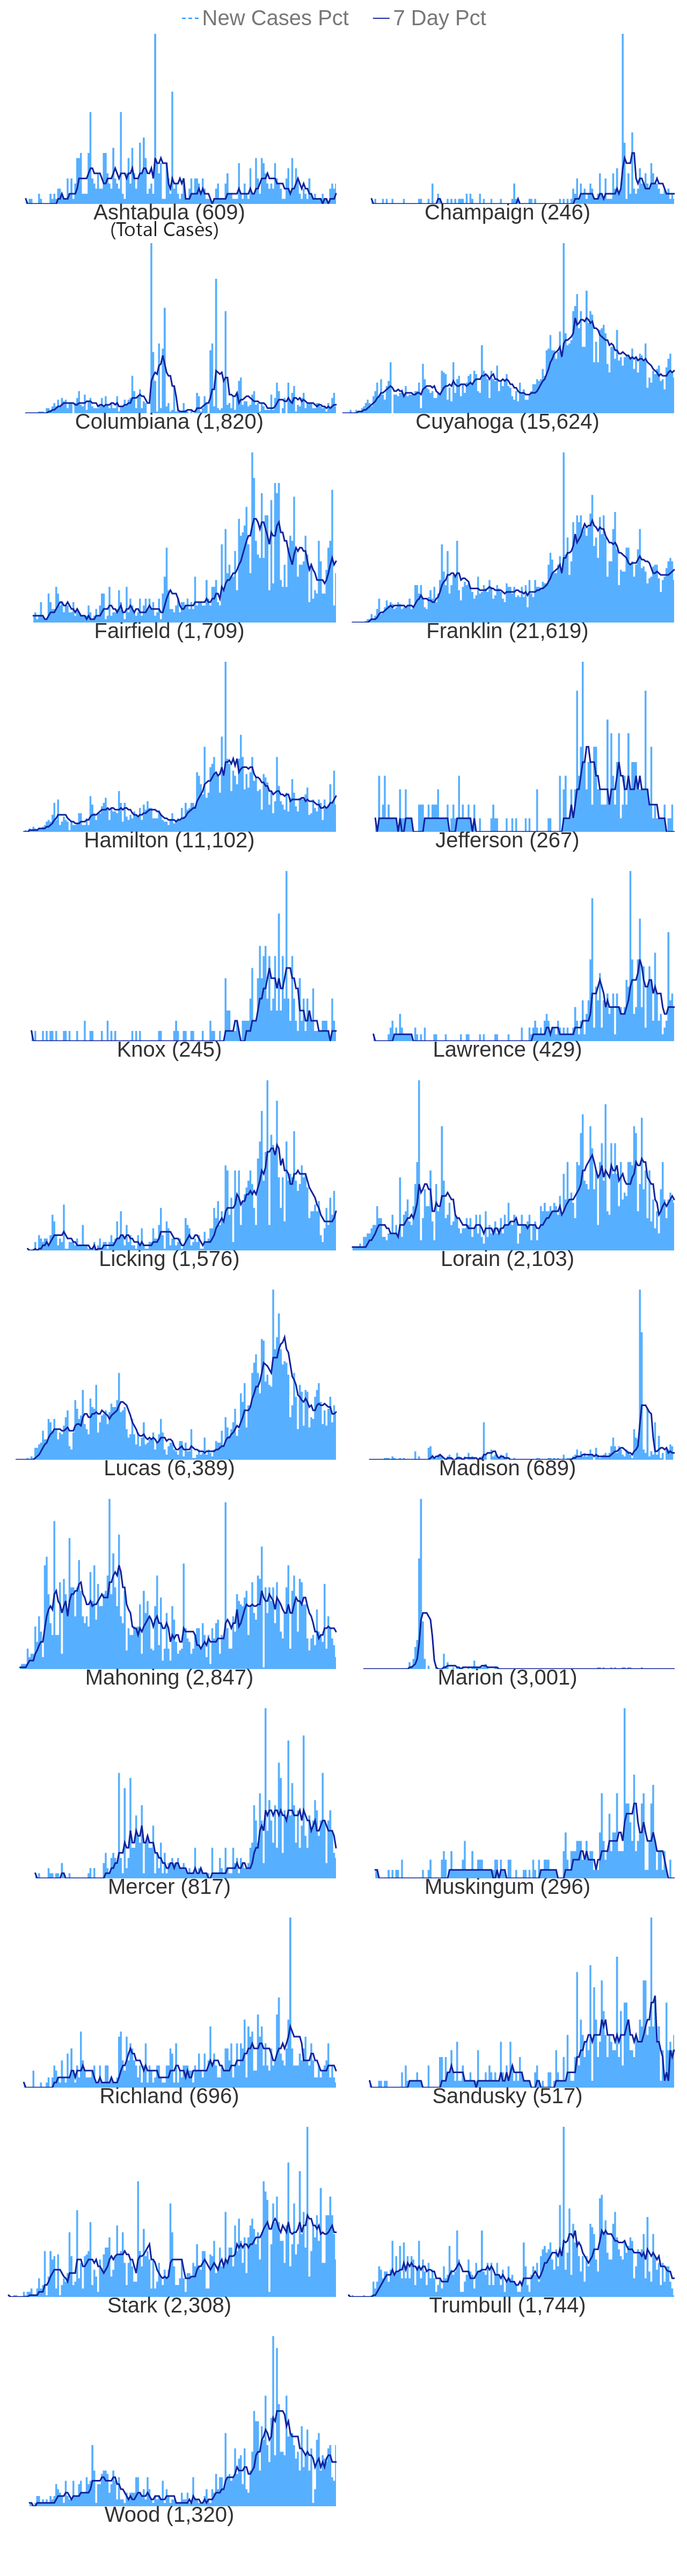 New Cases Pct 7 Day Pct
Ashtabula (609) Champaign (246)
(Total Cases)
Columbiana (1,820) Cuyahoga (15,624)
Fairfield (1,709) Franklin (21,619)
Hamilton (11,102) Jefferson (267)
Knox (245) Lawrence (429)
Licking (1,576) Lorain (2,103)
Lucas (6,389) Madison (689)
Mahoning (2,847) Marion (3,001)
Mercer (817) Muskingum (296)
Richland (696) Sandusky (517)
Stark (2,308) Trumbull (1,744)
Wood (1,320)